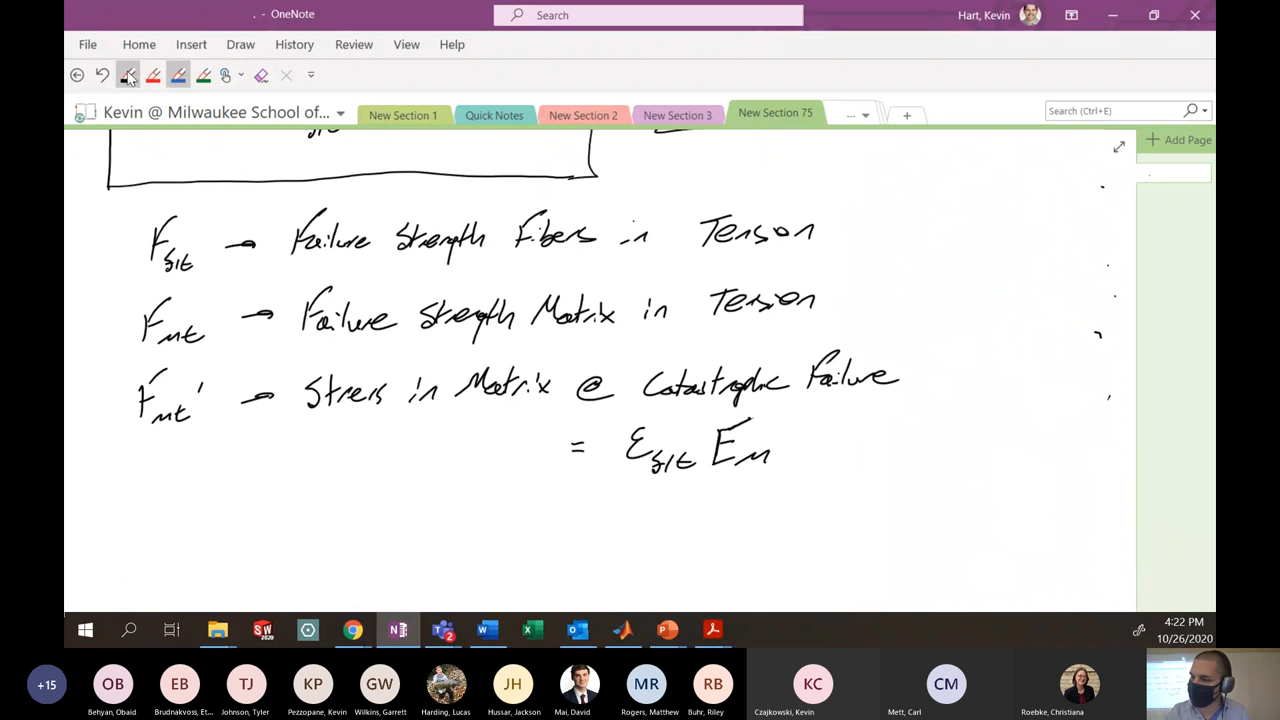 . - OneNote
Search
Hart, Kevin
File Home Insert Draw History Review View Help
Kevin @ Milwaukee School of...
New Section 1
Quick Notes
New Section 2
New Section 3
New Section 75
...
Search (Ctrl+E)
Add Page
F_f1t → Failure Strength Fibers in Tension
F_mt → Failure Strength Matrix in Tension
F_mt' → Stress in Matrix @ Catastrophic Failure
= ε_f1t E_m
4:22 PM
10/26/2020
+15
OB
EB
TJ
KP
GW
JH
MR
RB
KC
CM
Behyan, Obaid
Brudnakvoss, Et...
Johnson, Tyler
Pezzopane, Kevin
Wilkins, Garrett
Harding, Lucas
Hussar, Jackson
Mai, David
Rogers, Matthew
Buhr, Riley
Czajkowski, Kevin
Mett, Carl
Roebke, Christiana